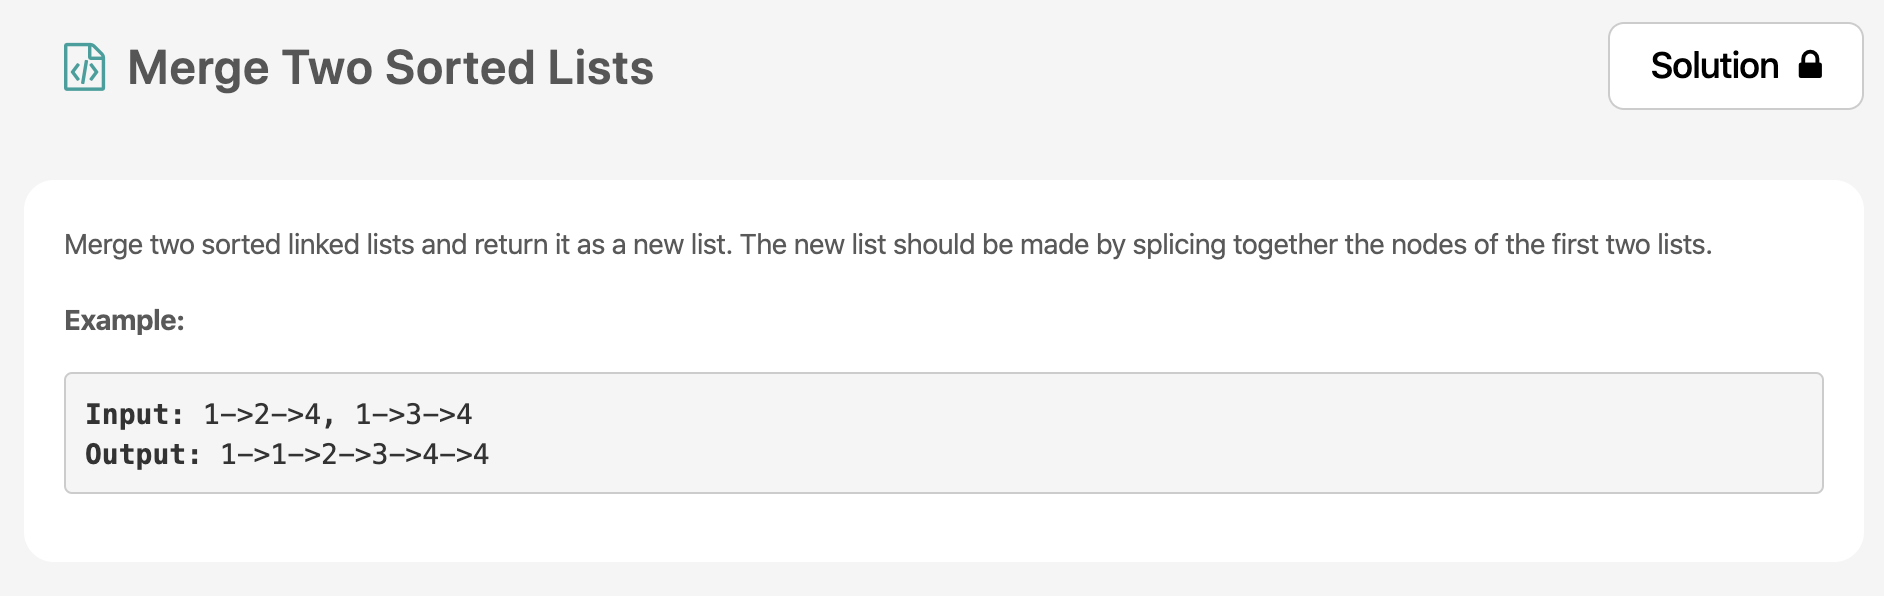 Merge Two Sorted Lists
Solution
Merge two sorted linked lists and return it as a new list. The new list should be made by splicing together the nodes of the first two lists.
Example:
Input: 1->2->4, 1->3->4
Output: 1->1->2->3->4->4